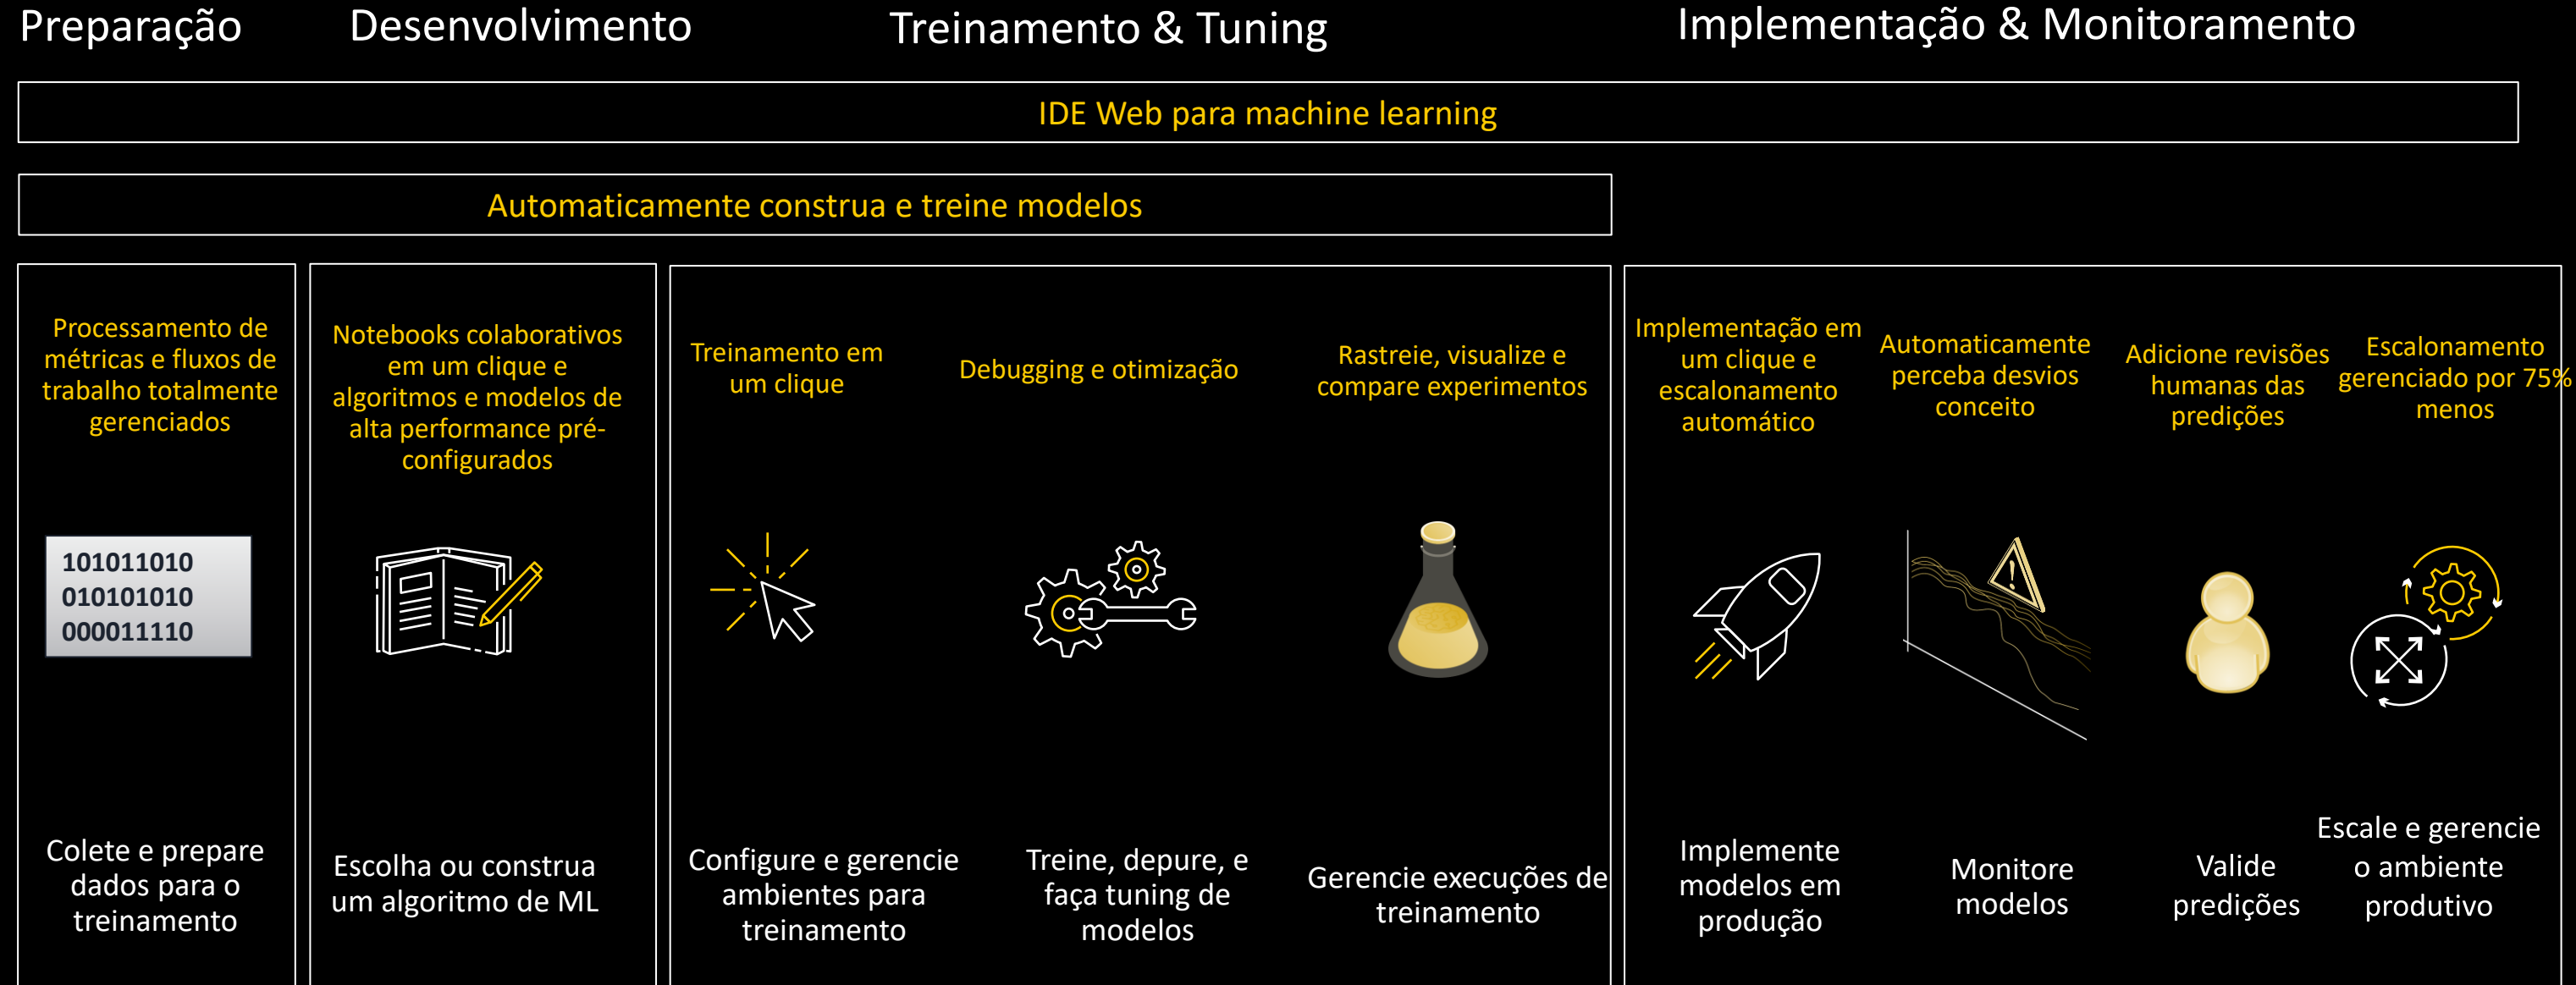 Preparação
Desenvolvimento
Treinamento & Tuning
Implementação & Monitoramento
IDE Web para machine learning
Automaticamente construa e treine modelos
Processamento de
métricas e fluxos de
trabalho totalmente
gerenciados
101011010
010101010
000011110
Colete e prepare
dados para o
treinamento
Notebooks colaborativos
em um clique e
algoritmos e modelos de
alta performance pré-
configurados
Escolha ou construa
um algoritmo de ML
Treinamento em
um clique
Configure e gerencie
ambientes para
treinamento
Debugging e otimização
Treine, depure, e
faça tuning de
modelos
Rastreie, visualize e
compare experimentos
Gerencie execuções de
treinamento
Implementação em
um clique e
escalonamento
automático
Implemente
modelos em
produção
Automaticamente
perceba desvios
conceito
!
Monitore
modelos
Adicione revisões
humanas das
predições
Valide
predições
Escalonamento
gerenciado por 75%
menos
Escale e gerencie
o ambiente
produtivo